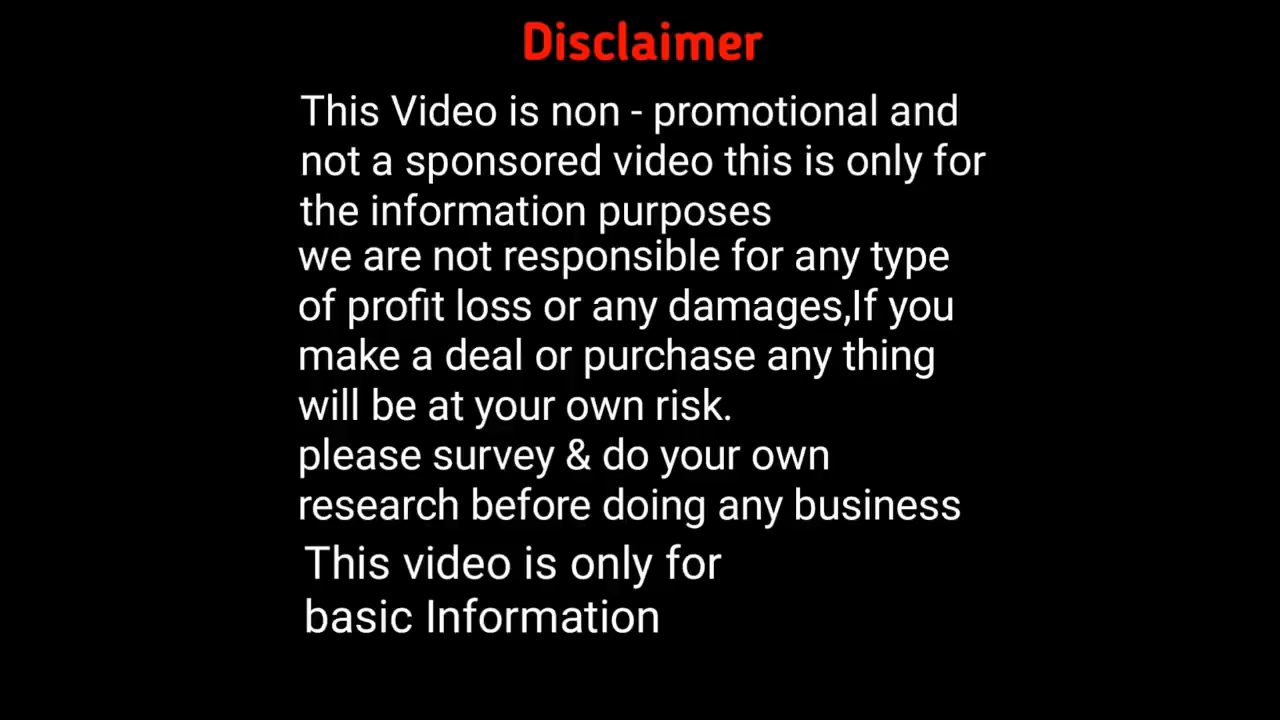 Disclaimer
This Video is non - promotional and
not a sponsored video this is only for
the information purposes
we are not responsible for any type
of profit loss or any damages,If you
make a deal or purchase any thing
will be at your own risk.
please survey & do your own
research before doing any business
This video is only for
basic Information